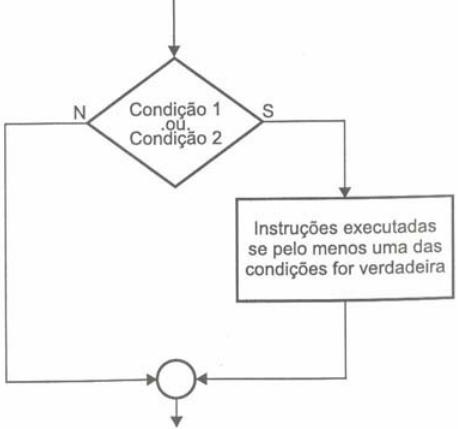 N
Condição 1
.ou.
Condição 2
S
Instruções executadas
se pelo menos uma das
condições for verdadeira